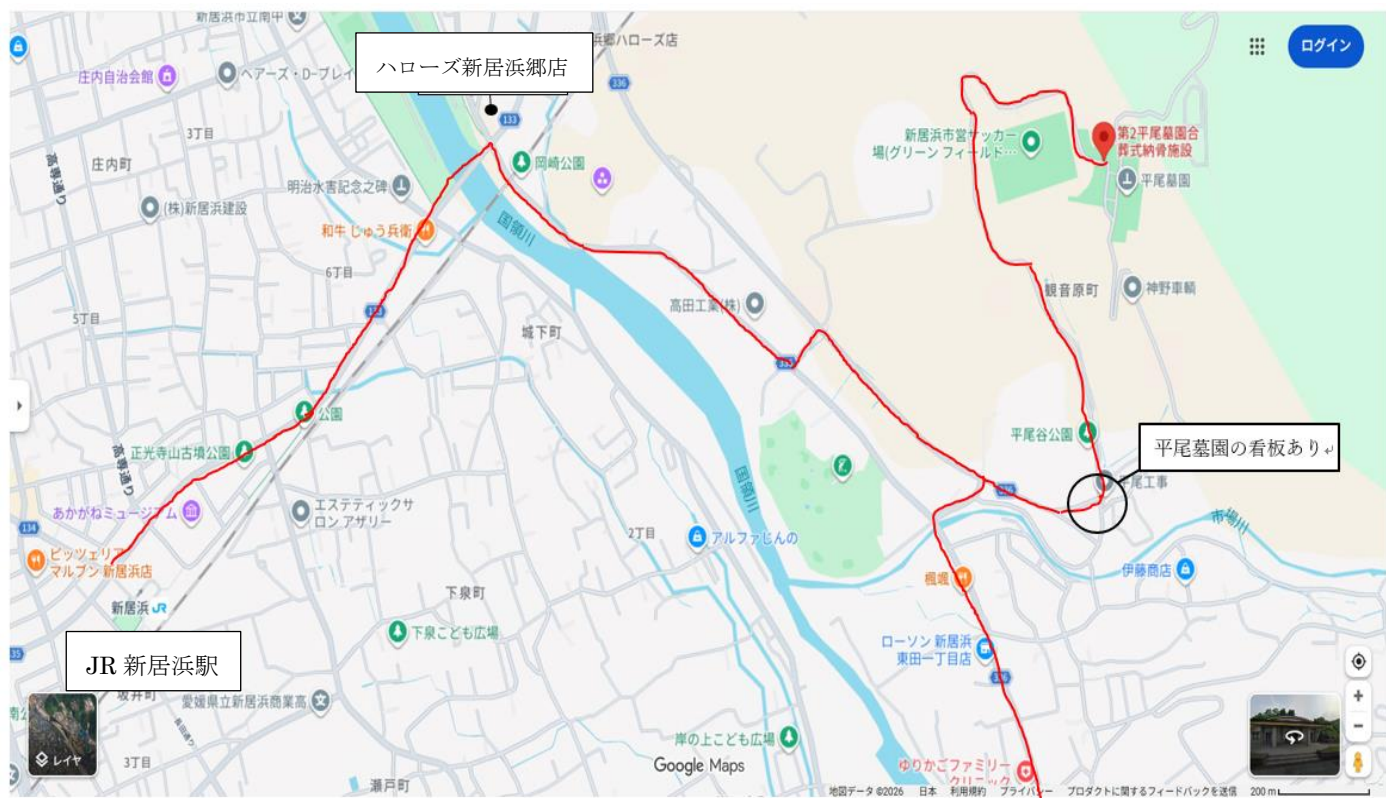 新居浜市立南中
浜郷ハローズ店
ログイン
ハローズ新居浜郷店
庄内自治会館
ヘアーズ・D-ブレイ
336
133
3丁目
新居浜市営サッカー
場(グリーン フィールド…
第2平尾墓園合
葬式納骨施設
高専通り
庄内町
岡崎公園
明治水害記念之碑
平尾墓園
(株)新居浜建設
和牛 じゅう兵衛
国領川
6丁目
観音原町
神野車輌
5丁目
高田工業(株)
133
城下町
公園
平尾谷公園
平尾墓園の看板あり
正光寺山古墳公園
高専通り
平尾工事
国領川
エステティックサ
ロン アザリー
あかがねミュージアム
市場川
134
2丁目
アルファじんの
ピッツェリア
マルブン 新居浜店
伊藤商店
楓颯
下泉町
新居浜 JR
下泉こども広場
ローソン 新居浜
東田一丁目店
JR 新居浜駅
坂井町
愛媛県立新居浜商業高
岸の上こども広場
レイヤ
3丁目
Google Maps
ゆりかごファミリー
クリニック
瀬戸町
地図データ ©2026 日本 利用規約 プライバシー プロダクトに関するフィードバックを送信 200 m